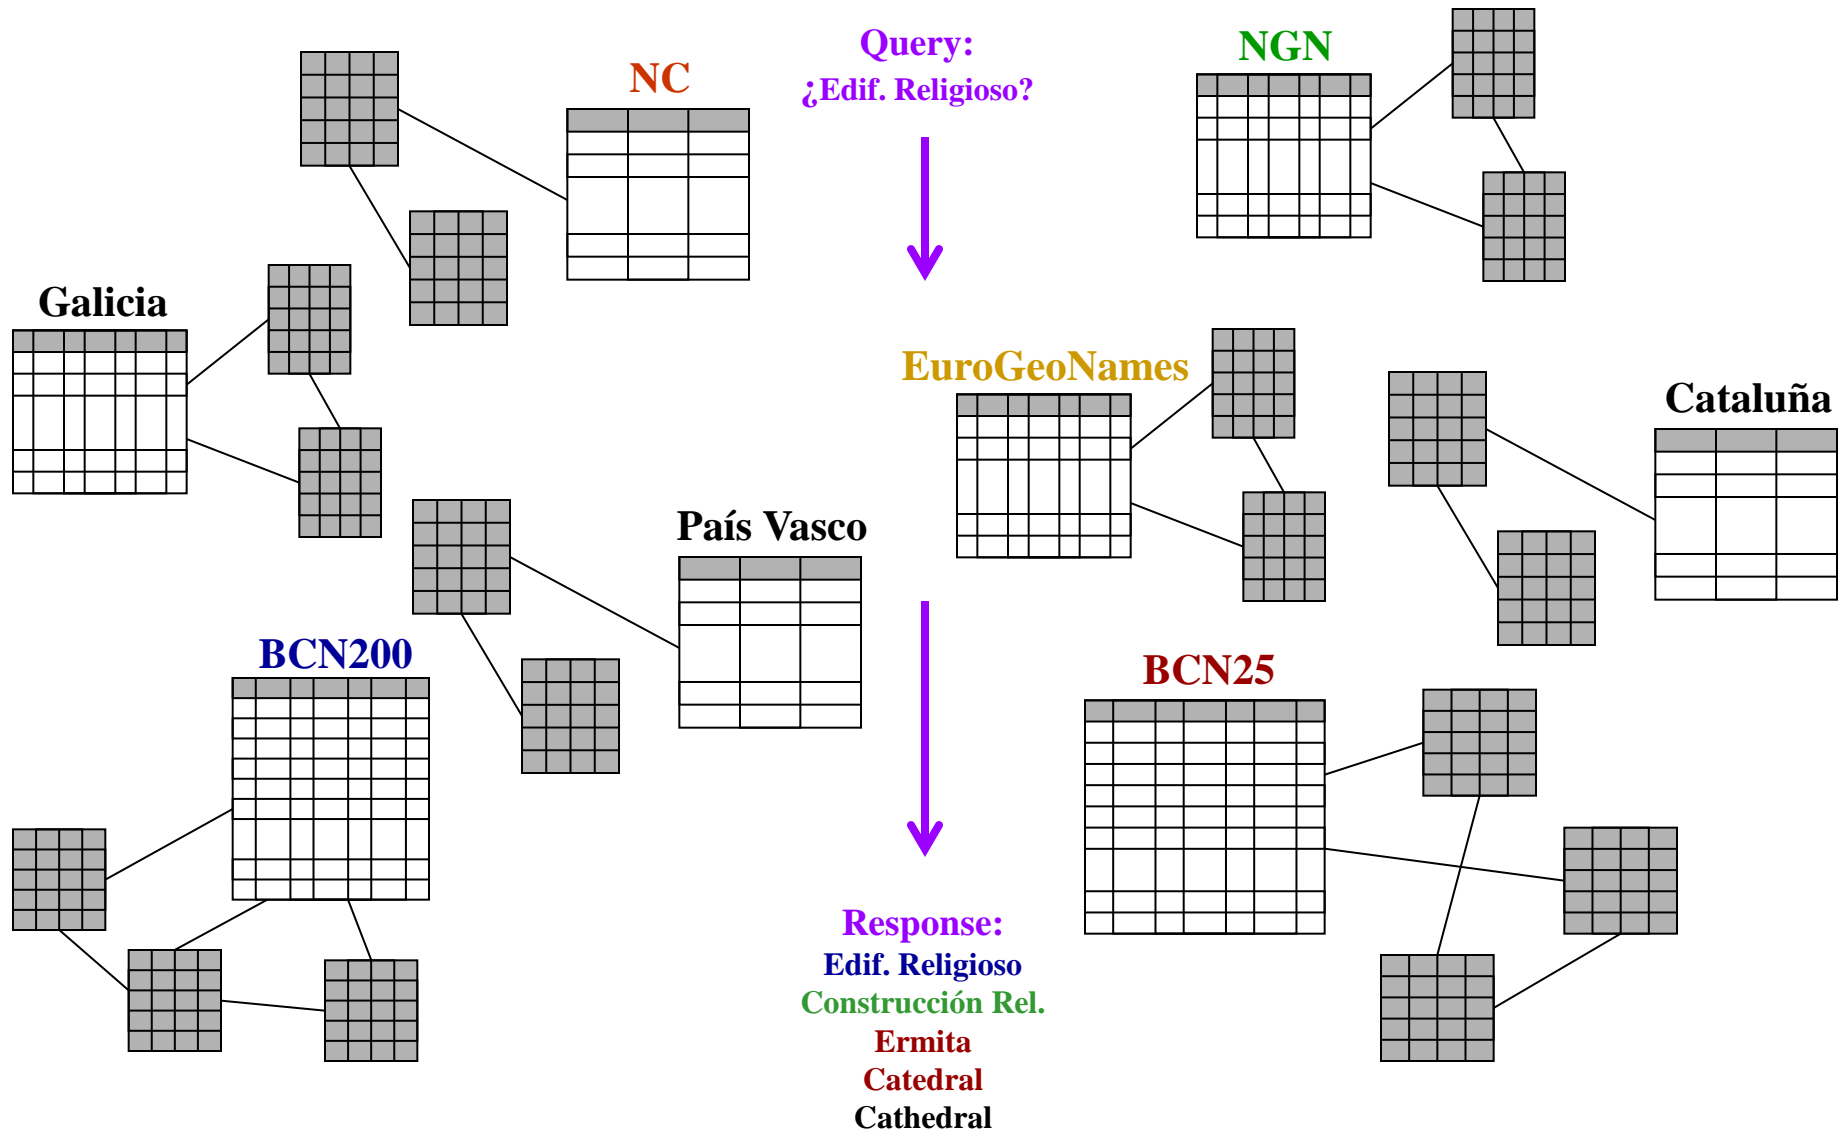 Query:
¿Edif. Religioso?
NC
NGN
Galicia
EuroGeoNames
Cataluña
País Vasco
BCN200
BCN25
Response:
Edif. Religioso
Construcción Rel.
Ermita
Catedral
Cathedral